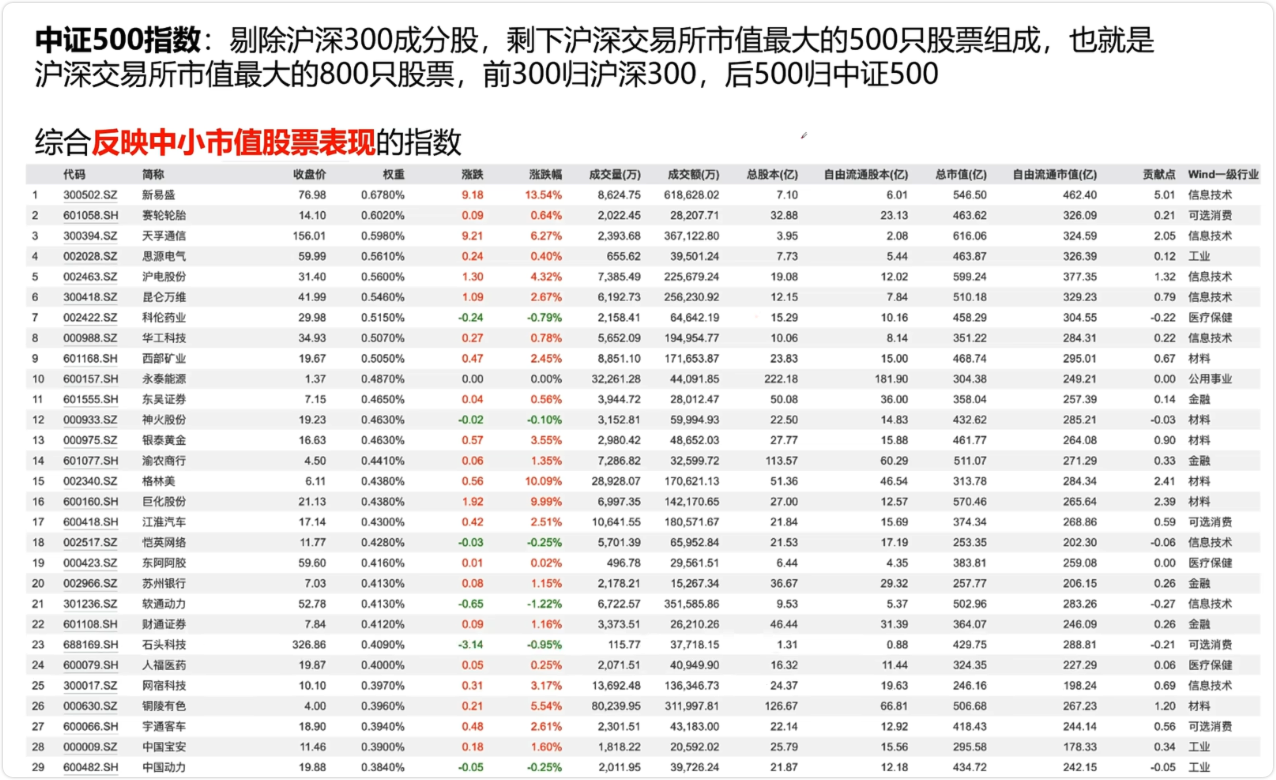 中证500指数：剔除沪深300成分股，剩下沪深交易所市值最大的500只股票组成，也就是
沪深交易所市值最大的800只股票，前300归沪深300，后500归中证500
综合反映中小市值股票表现的指数
代码 简称 收盘价 权重 涨跌 涨跌幅 成交量(万) 成交额(万) 总股本(亿) 自由流通股本(亿) 总市值(亿) 自由流通市值(亿) 贡献点 Wind一级行业
1 300502.SZ 新易盛 76.98 0.6780% 9.18 13.54% 8,624.75 618,628.02 7.10 6.01 546.50 462.40 5.01 信息技术
2 601058.SH 赛轮轮胎 14.10 0.6020% 0.09 0.64% 2,022.45 28,207.71 32.88 23.13 463.62 326.09 0.21 可选消费
3 300394.SZ 天孚通信 156.01 0.5980% 9.21 6.27% 2,393.68 367,122.80 3.95 2.08 616.06 324.59 2.05 信息技术
4 002028.SZ 思源电气 59.99 0.5610% 0.24 0.40% 655.62 39,501.24 7.73 5.44 463.87 326.39 0.12 工业
5 002463.SZ 沪电股份 31.40 0.5600% 1.30 4.32% 7,385.49 225,679.24 19.08 12.02 599.24 377.35 1.32 信息技术
6 300418.SZ 昆仑万维 41.99 0.5460% 1.09 2.67% 6,192.73 256,230.92 12.15 7.84 510.18 329.23 0.79 信息技术
7 002422.SZ 科伦药业 29.98 0.5150% -0.24 -0.79% 2,158.41 64,642.19 15.29 10.16 458.29 304.55 -0.22 医疗保健
8 000988.SZ 华工科技 34.93 0.5070% 0.27 0.78% 5,652.09 194,954.77 10.06 8.14 351.22 284.31 0.22 信息技术
9 601168.SH 西部矿业 19.67 0.5050% 0.47 2.45% 8,851.10 171,653.87 23.83 15.00 468.74 295.01 0.67 材料
10 600157.SH 永泰能源 1.37 0.4870% 0.00 0.00% 32,261.28 44,091.85 222.18 181.90 304.38 249.21 0.00 公用事业
11 601555.SH 东吴证券 7.15 0.4650% 0.04 0.56% 3,944.72 28,012.47 50.08 36.00 358.04 257.39 0.14 金融
12 000933.SZ 神火股份 19.23 0.4630% -0.02 -0.10% 3,152.81 59,994.93 22.50 14.83 432.62 285.21 -0.03 材料
13 000975.SZ 银泰黄金 16.63 0.4630% 0.57 3.55% 2,980.42 48,652.03 27.77 15.88 461.77 264.08 0.90 材料
14 601077.SH 渝农商行 4.50 0.4410% 0.06 1.35% 7,286.82 32,599.72 113.57 60.29 511.07 271.29 0.33 金融
15 002340.SZ 格林美 6.11 0.4380% 0.56 10.09% 28,928.07 170,621.13 51.36 46.54 313.78 284.34 2.41 材料
16 600160.SH 巨化股份 21.13 0.4380% 1.92 9.99% 6,997.35 142,170.65 27.00 12.57 570.46 265.64 2.39 材料
17 600418.SH 江淮汽车 17.14 0.4300% 0.42 2.51% 10,641.55 180,571.67 21.84 15.69 374.34 268.86 0.59 可选消费
18 002517.SZ 恺英网络 11.77 0.4280% -0.03 -0.25% 5,701.39 65,952.84 21.53 17.19 253.35 202.30 -0.06 信息技术
19 000423.SZ 东阿阿胶 59.60 0.4160% 0.01 0.02% 496.78 29,561.51 6.44 4.35 383.81 259.08 0.00 医疗保健
20 002966.SZ 苏州银行 7.03 0.4130% 0.08 1.15% 2,178.21 15,267.34 36.67 29.32 257.77 206.15 0.26 金融
21 301236.SZ 软通动力 52.78 0.4130% -0.65 -1.22% 6,722.57 351,585.86 9.53 5.37 502.96 283.26 -0.27 信息技术
22 601108.SH 财通证券 7.84 0.4120% 0.09 1.16% 3,373.51 26,210.26 46.44 31.39 364.07 246.09 0.26 金融
23 688169.SH 石头科技 326.86 0.4090% -3.14 -0.95% 115.77 37,718.15 1.31 0.88 429.75 288.81 -0.21 可选消费
24 600079.SH 人福医药 19.87 0.4000% 0.05 0.25% 2,071.51 40,949.90 16.32 11.44 324.35 227.29 0.06 医疗保健
25 300017.SZ 网宿科技 10.10 0.3970% 0.31 3.17% 13,692.48 136,346.73 24.37 19.63 246.16 198.24 0.69 信息技术
26 000630.SZ 铜陵有色 4.00 0.3960% 0.21 5.54% 80,239.95 311,997.81 126.67 66.81 506.68 267.23 1.20 材料
27 600066.SH 宇通客车 18.90 0.3940% 0.48 2.61% 2,301.51 43,183.00 22.14 12.92 418.43 244.14 0.56 可选消费
28 000009.SZ 中国宝安 11.46 0.3900% 0.18 1.60% 1,818.22 20,592.02 25.79 15.56 295.58 178.33 0.34 工业
29 600482.SH 中国动力 19.88 0.3840% -0.05 -0.25% 2,011.95 39,726.24 21.87 12.18 434.72 242.15 -0.05 工业